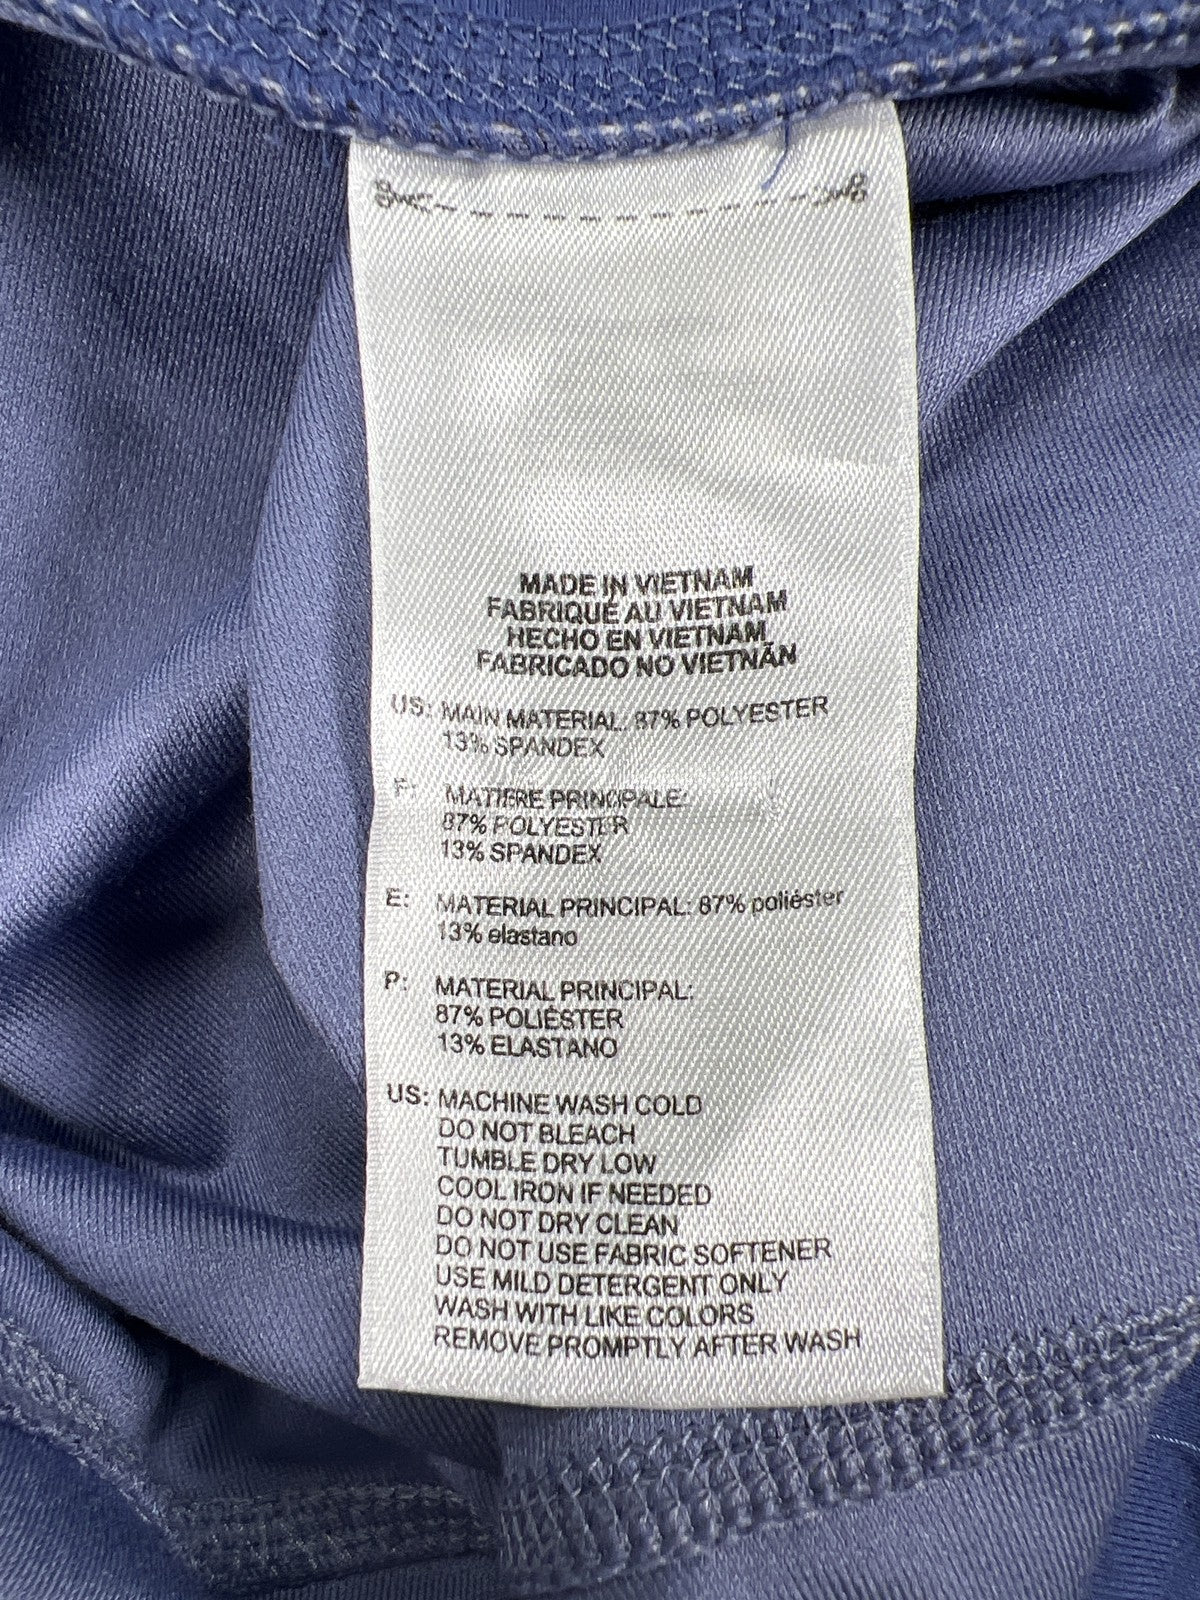 MADE IN VIETNAM
FABRIQUÉ AU VIETNAM
HECHO EN VIETNAM
FABRICADO NO VIETNÃN
US: MAIN MATERIAL: 87% POLYESTER
13% SPANDEX
F: MATIERE PRINCIPALE:
87% POLYESTER
13% SPANDEX
E: MATERIAL PRINCIPAL: 87% poliéster
13% elastano
P: MATERIAL PRINCIPAL:
87% POLIÉSTER
13% ELASTANO
US: MACHINE WASH COLD
DO NOT BLEACH
TUMBLE DRY LOW
COOL IRON IF NEEDED
DO NOT DRY CLEAN
DO NOT USE FABRIC SOFTENER
USE MILD DETERGENT ONLY
WASH WITH LIKE COLORS
REMOVE PROMPTLY AFTER WASH